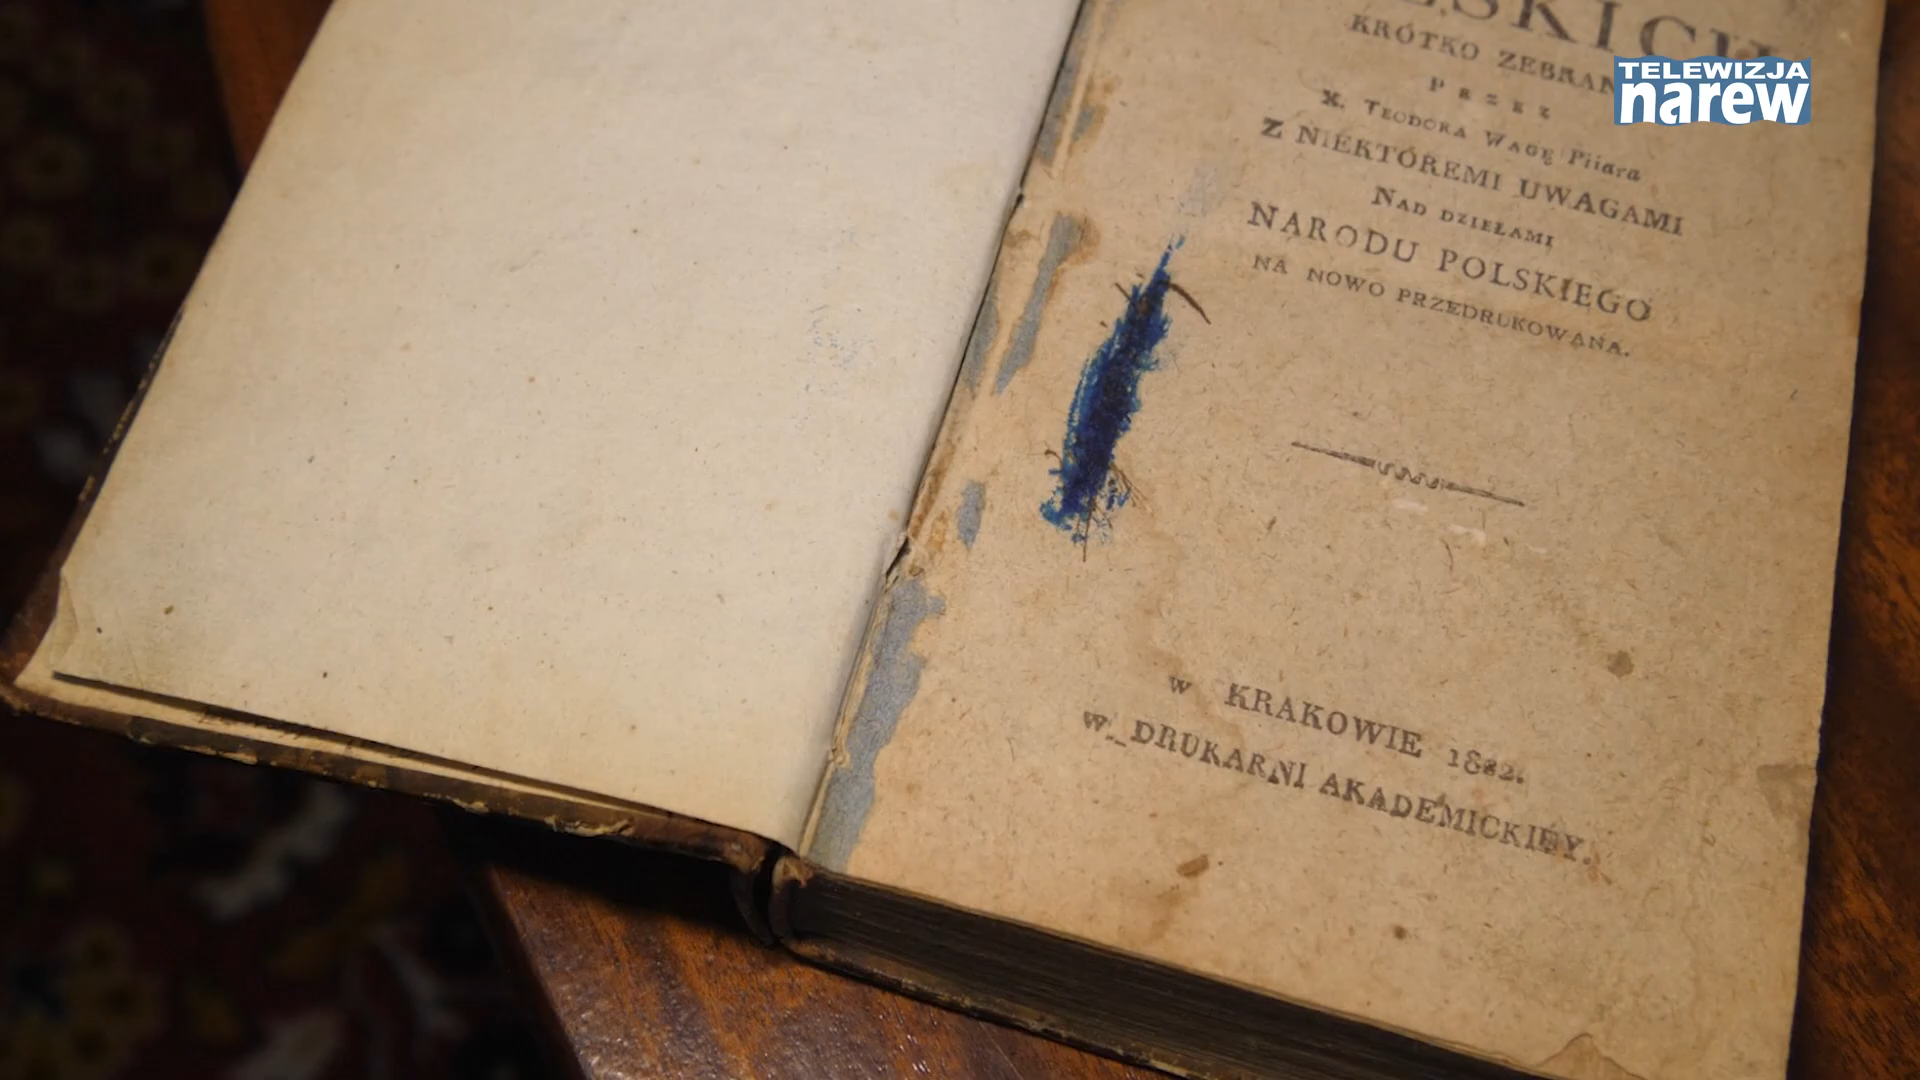 KRÓTKO ZEBRAN
PRZEZ
X. TEODORA WAGĘ Piiara
Z NIEKTÓREMI UWAGAMI
NAD DZIEŁAMI
NARODU POLSKIEGO
NA NOWO PRZEDRUKOWANA.
w KRAKOWIE 1822.
W DRUKARNI AKADEMICKIEY.
TELEWIZJA
narew